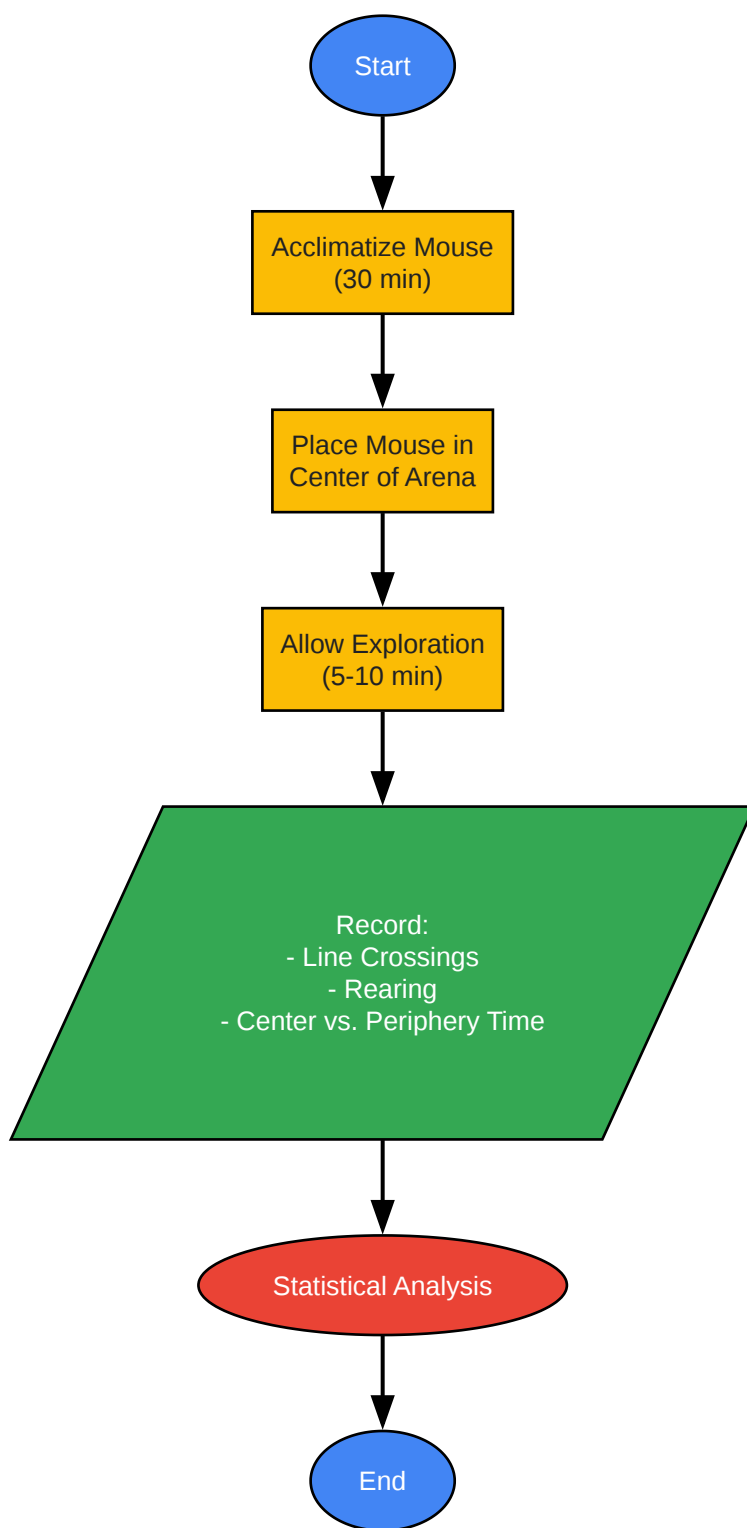 Start
Acclimatize Mouse
(30 min)
Place Mouse in
Center of Arena
Allow Exploration
(5-10 min)
Record:
- Line Crossings
- Rearing
- Center vs. Periphery Time
Statistical Analysis
End